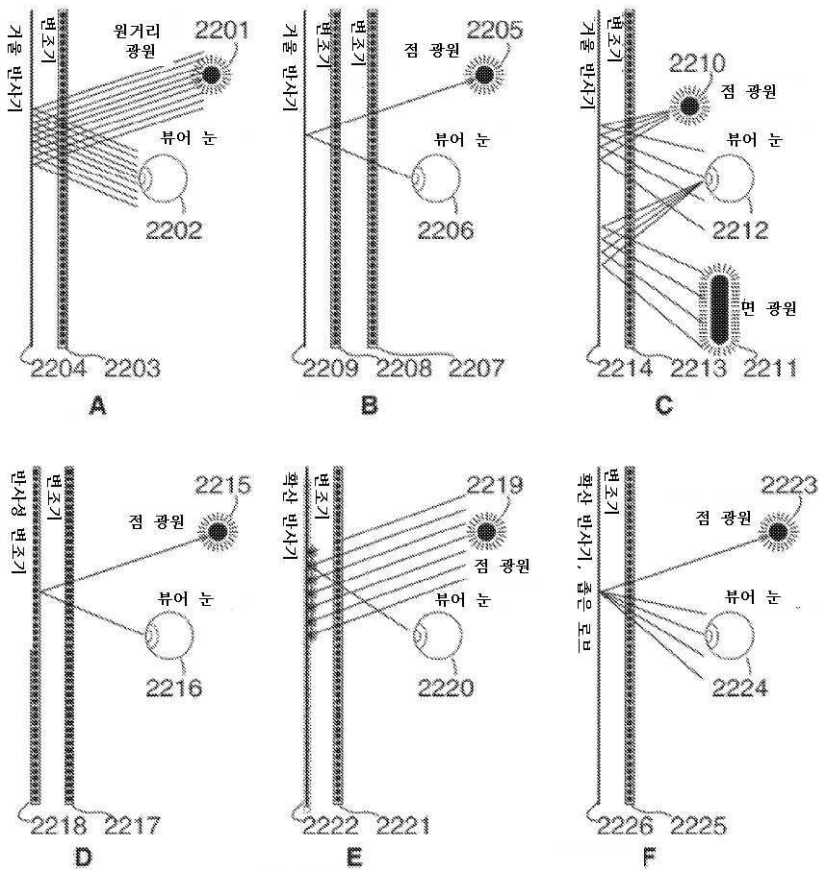 거울 반사기
변조기
원거리
광원
2201
뷰어 눈
2202
2204
2203
A
거울 반사기
변조기
변조기
점 광원
2205
뷰어 눈
2206
2209
2208
2207
B
거울 반사기
변조기
2210
점 광원
뷰어 눈
2212
면 광원
2214
2213
2211
C
반사성 변조기
변조기
2215
점 광원
뷰어 눈
2216
2218
2217
D
확산 반사기
변조기
2219
점 광원
뷰어 눈
2220
2222
2221
E
확산 반사기, 좁은 로브
변조기
2223
점 광원
뷰어 눈
2224
2226
2225
F